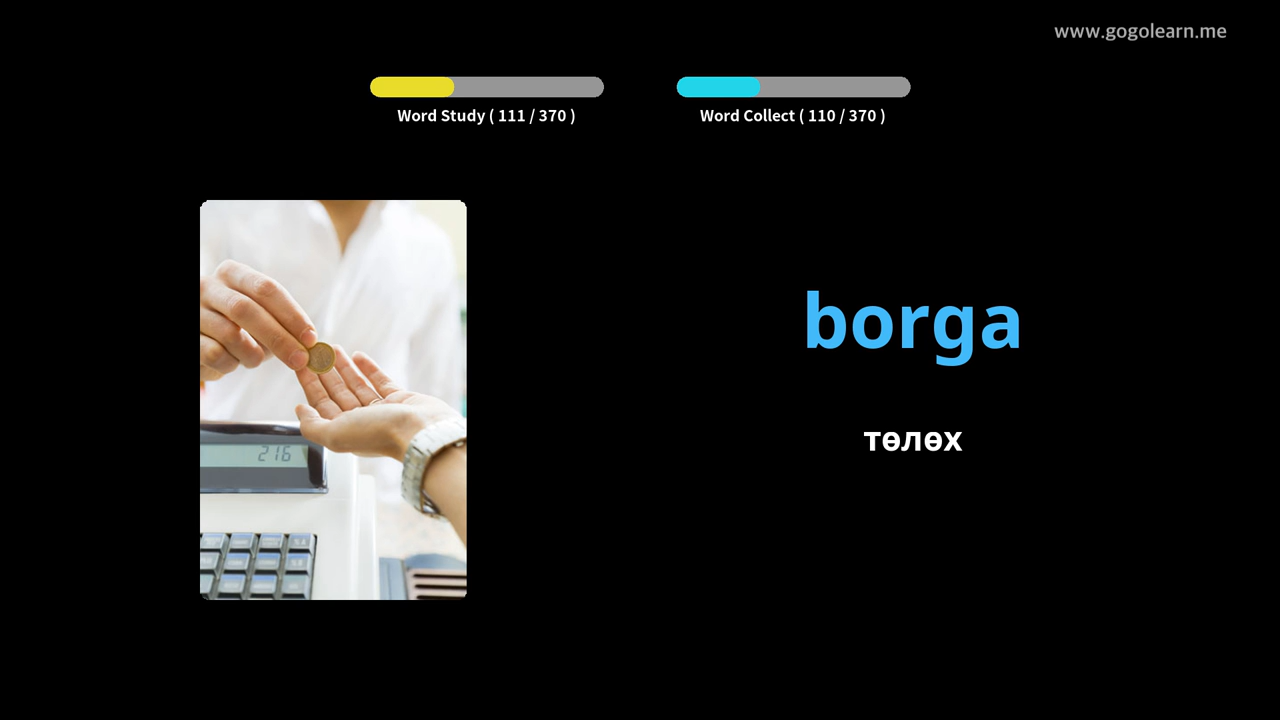 www.gogolearn.me
Word Study ( 111 / 370 )
Word Collect ( 110 / 370 )
borga
төлөх
216